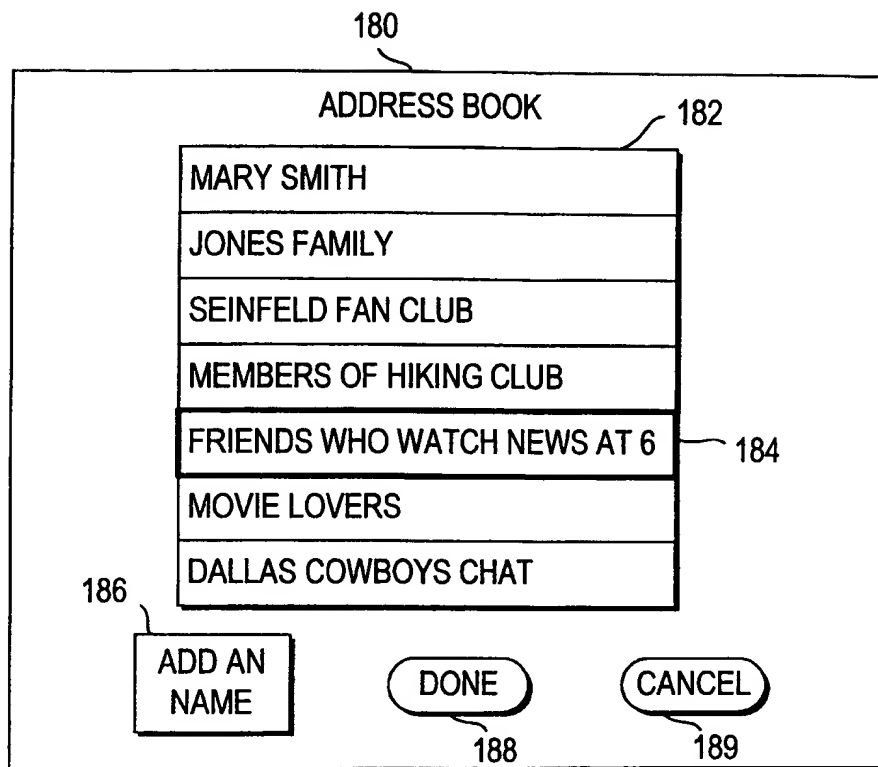 180
ADDRESS BOOK
182
MARY SMITH
JONES FAMILY
SEINFELD FAN CLUB
MEMBERS OF HIKING CLUB
FRIENDS WHO WATCH NEWS AT 6
184
MOVIE LOVERS
DALLAS COWBOYS CHAT
186
ADD AN
NAME
DONE
CANCEL
188
189